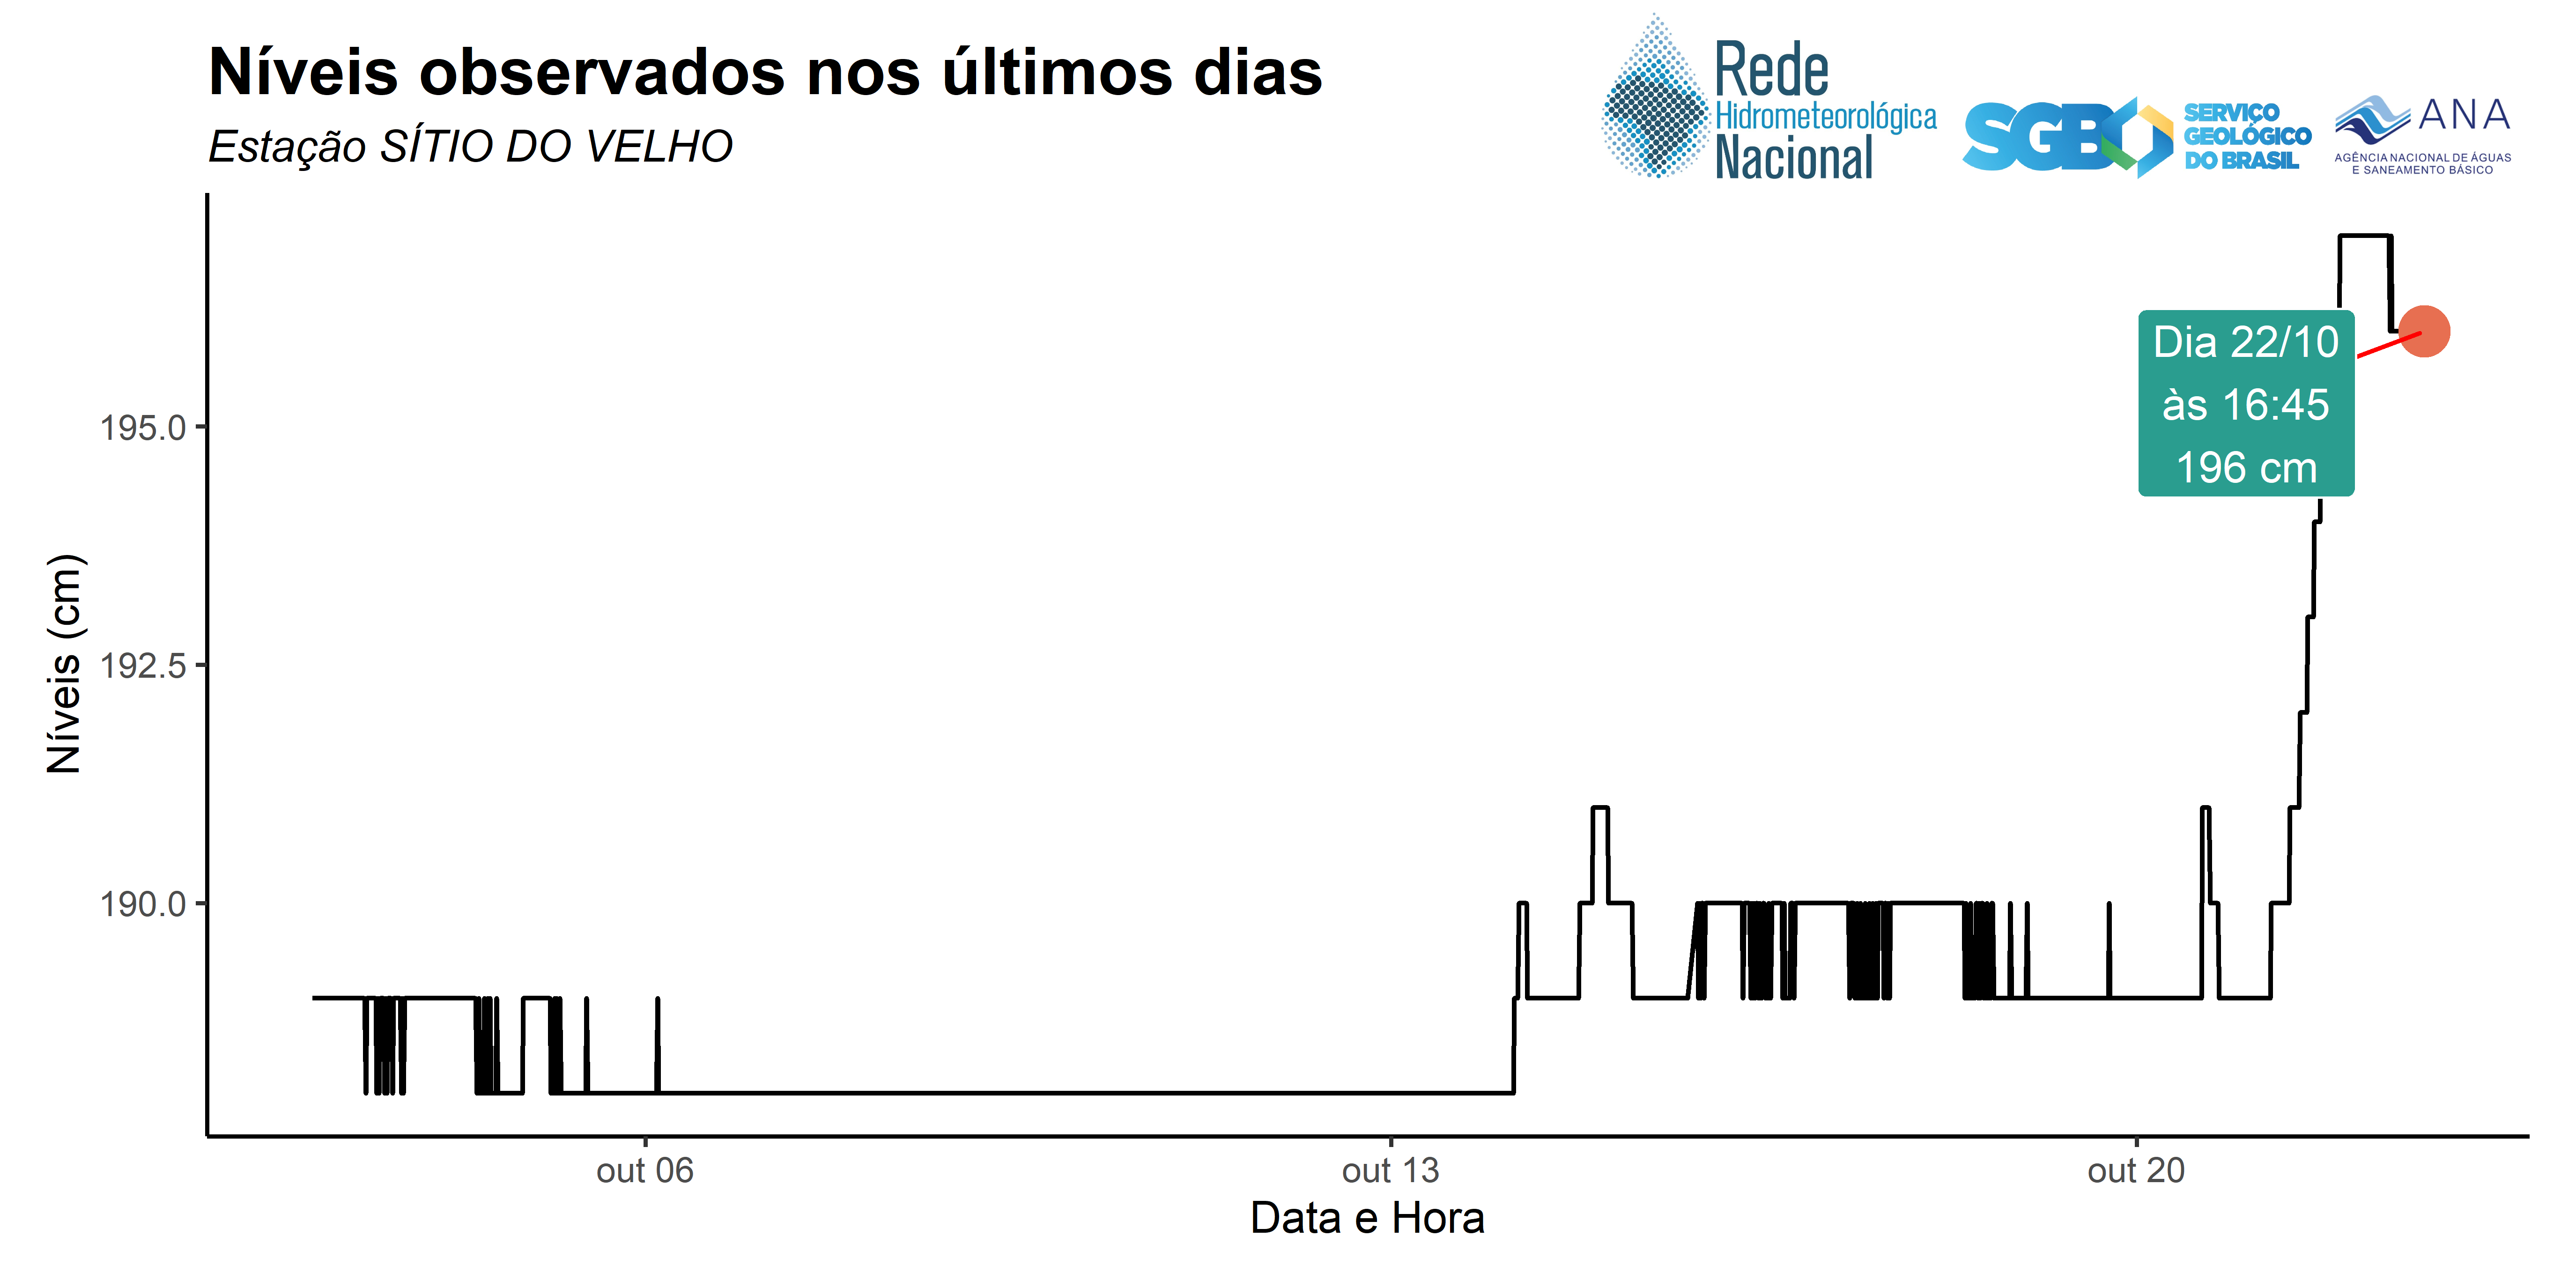 Níveis observados nos últimos dias
Estação SÍTIO DO VELHO
Rede
Hidrometeorológica
Nacional
SGB
SERVIÇO
GEOLÓGICO
DO BRASIL
ANA
AGÊNCIA NACIONAL DE ÁGUAS
E SANEAMENTO BÁSICO
Dia 22/10
às 16:45
196 cm
Níveis (cm)
195.0
192.5
190.0
out 06
out 13
out 20
Data e Hora